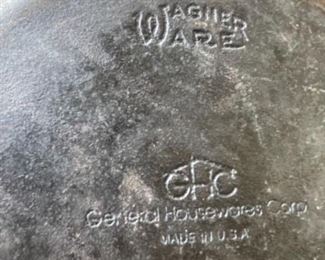 WAGNER
WARE
GHC
General Housewares Corp
MADE IN U.S.A